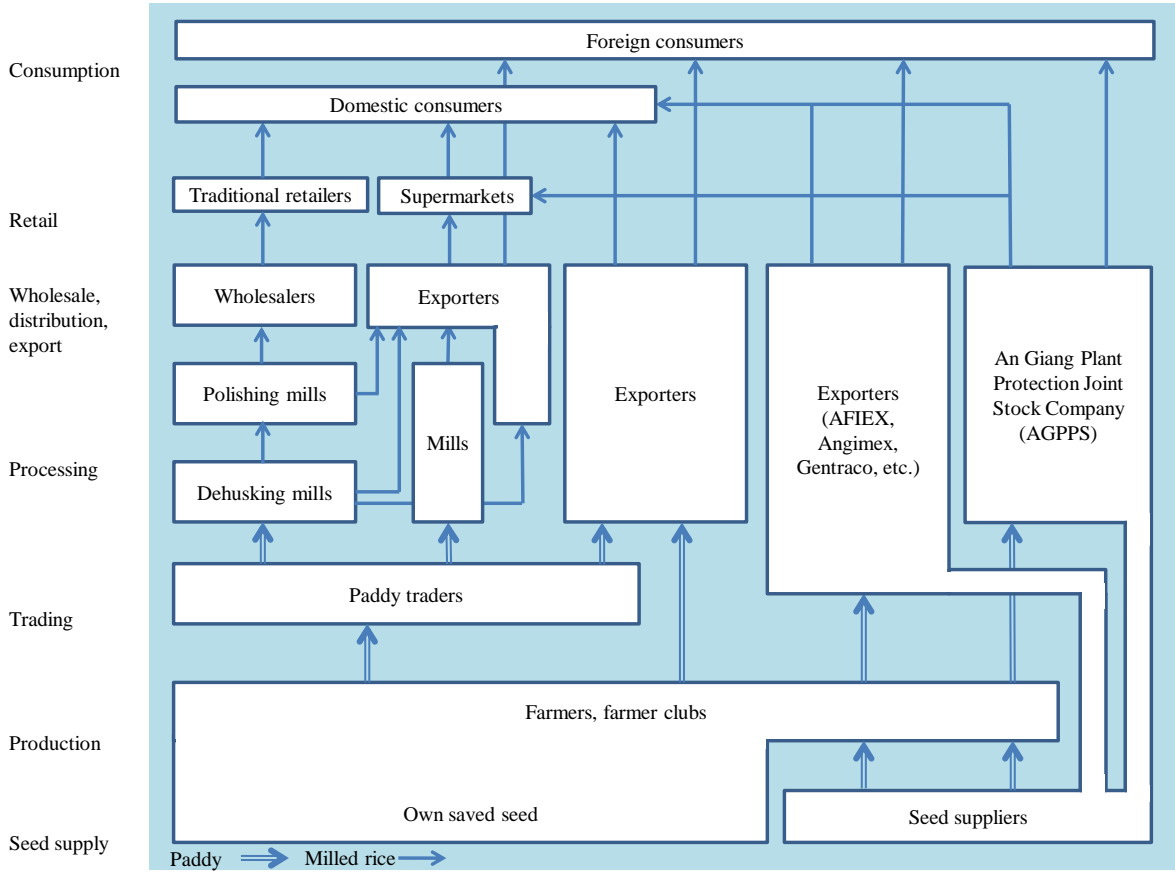 Foreign consumers
Consumption
Domestic consumers
Traditional retailers
Supermarkets
Retail
Wholesale,
distribution,
export
Wholesalers
Exporters
Polishing mills
Mills
Exporters
Exporters
(AFIEX,
Angimex,
Gentraco, etc.)
An Giang Plant
Protection Joint
Stock Company
(AGPPS)
Processing
Dehusking mills
Paddy traders
Trading
Farmers, farmer clubs
Production
Own saved seed
Seed suppliers
Seed supply
Paddy
Milled rice